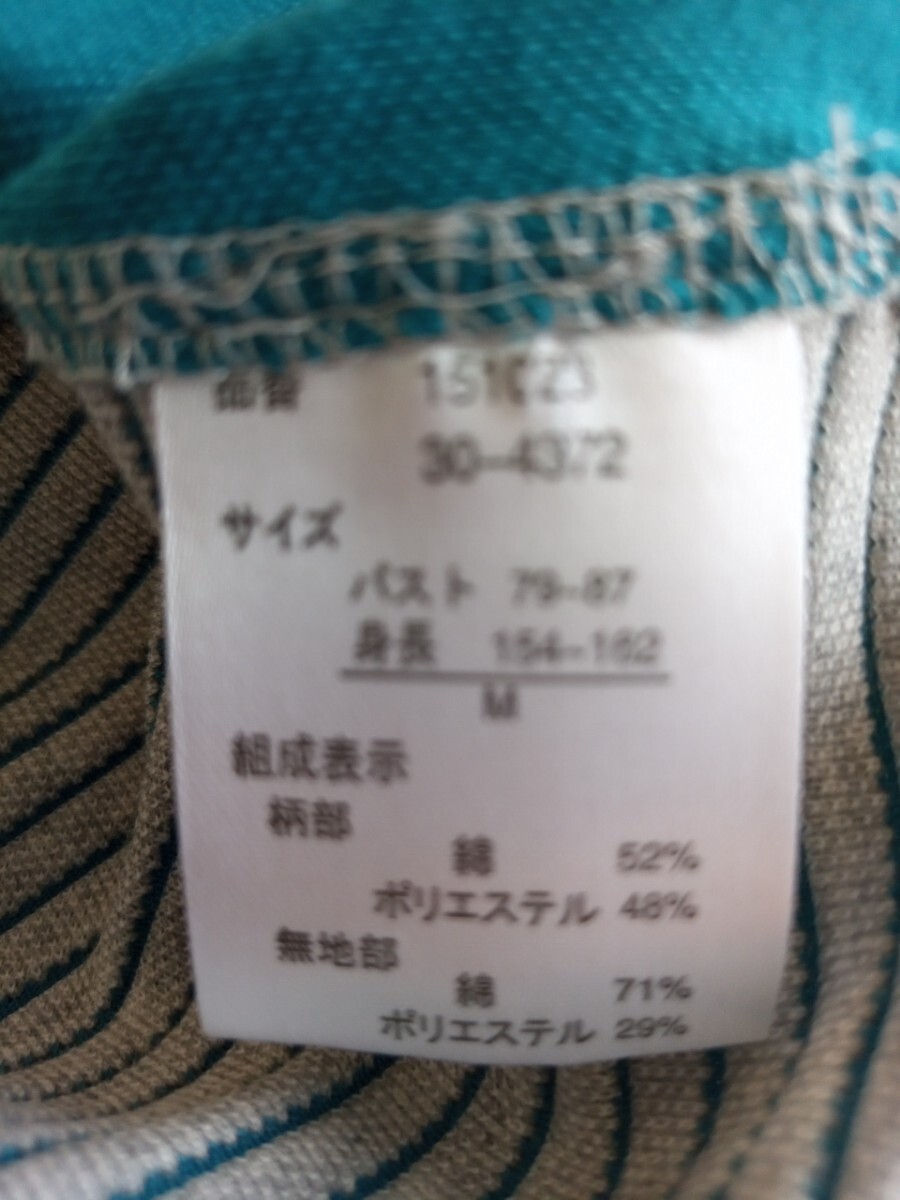 品番 151023
30-4372
サイズ
バスト 79-87
身長 154-162
M
組成表示
柄部
綿 52%
ポリエステル 48%
無地部
綿 71%
ポリエステル 29%